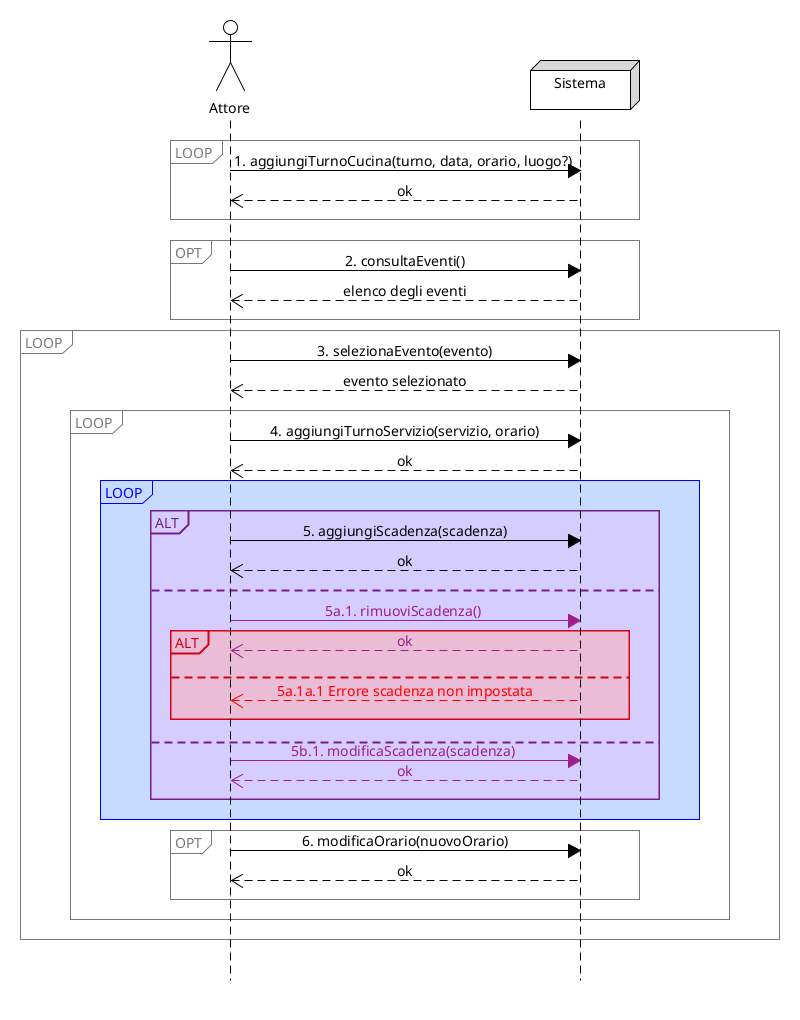 Attore
Sistema
LOOP
1. aggiungiTurnoCucina(turno, data, orario, luogo?)
ok
OPT
2. consultaEventi()
elenco degli eventi
LOOP
3. selezionaEvento(evento)
evento selezionato
LOOP
4. aggiungiTurnoServizio(servizio, orario)
ok
LOOP
ALT
5. aggiungiScadenza(scadenza)
ok
5a.1. rimuoviScadenza()
ALT
ok
5a.1a.1 Errore scadenza non impostata
5b.1. modificaScadenza(scadenza)
ok
OPT
6. modificaOrario(nuovoOrario)
ok